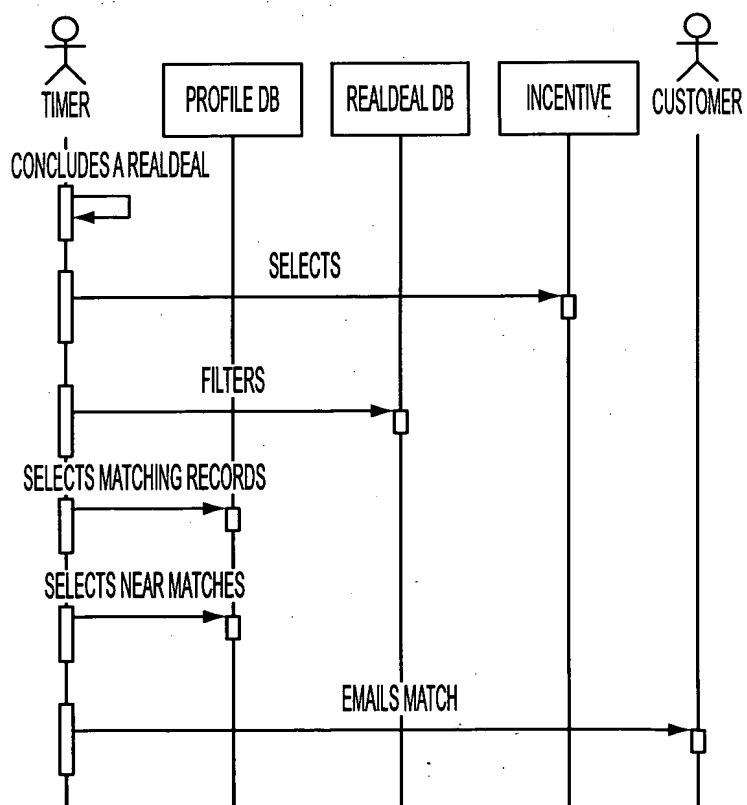 TIMER
PROFILE DB
REALDEAL DB
INCENTIVE
CUSTOMER
CONCLUDES A REALDEAL
SELECTS
FILTERS
SELECTS MATCHING RECORDS
SELECTS NEAR MATCHES
EMAILS MATCH